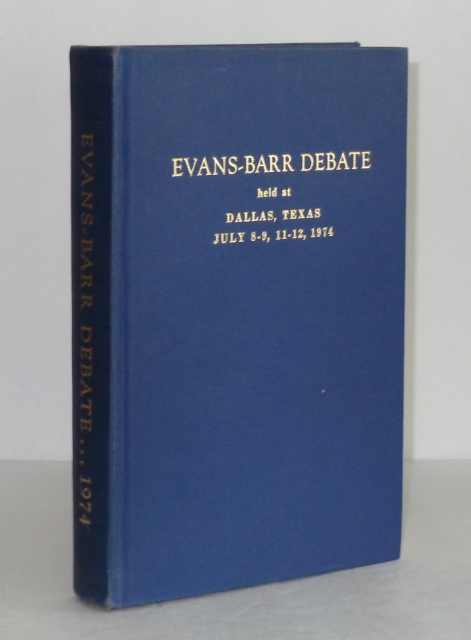 EVANS-BARR DEBATE
held at
DALLAS, TEXAS
JULY 8-9, 11-12, 1974
EVANS-BARR DEBATE... 1974